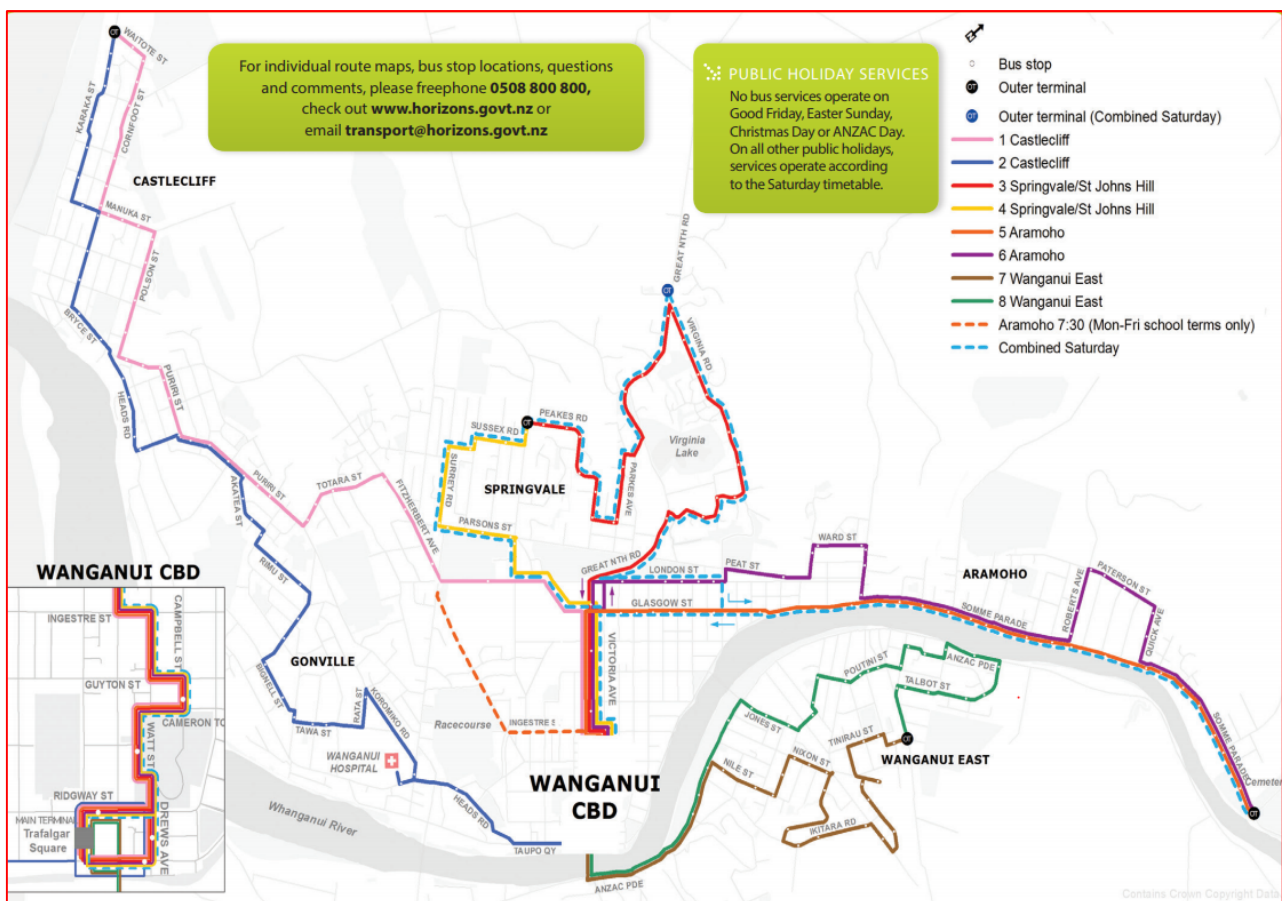 For individual route maps, bus stop locations, questions
and comments, please freephone 0508 800 800,
check out www.horizons.govt.nz or
email transport@horizons.govt.nz
PUBLIC HOLIDAY SERVICES
No bus services operate on
Good Friday, Easter Sunday,
Christmas Day or ANZAC Day.
On all other public holidays,
services operate according
to the Saturday timetable.
Bus stop
OT Outer terminal
OT Outer terminal (Combined Saturday)
1 Castlecliff
2 Castlecliff
3 Springvale/St Johns Hill
4 Springvale/St Johns Hill
5 Aramoho
6 Aramoho
7 Wanganui East
8 Wanganui East
Aramoho 7:30 (Mon-Fri school terms only)
Combined Saturday
OT
WAITOTE ST
KARAKA ST
CORNFOOT ST
CASTLECLIFF
MANUKA ST
POLSON ST
BRYCE ST
PURIRI ST
HEADS RD
PURIRI ST
TOTARA ST
FITZHERBERT AVE
AKATEA ST
RIMU ST
GONVILLE
BIGNELL ST
TAWA ST
RATA ST
KOROMIKO RD
WANGANUI
HOSPITAL
HEADS RD
TAUPO QY
Whanganui River
Racecourse
INGESTRE S
GREAT NTH RD
OT
VIRGINIA RD
Virginia
Lake
PARKES AVE
OT
PEAKES RD
SUSSEX RD
SURREY RD
SPRINGVALE
PARSONS ST
GREAT NTH RD
LONDON ST
PEAT ST
WARD ST
GLASGOW ST
VICTORIA AVE
ARAMOHO
SOMME PARADE
ROBERTS AVE
PATERSON ST
QUICK AVE
SOMME PARADE
Cemeter
OT
POUTINI ST
ANZAC PDE
TALBOT ST
JONES ST
TINIRAU ST
OT
WANGANUI EAST
NIXON ST
NILE ST
IKITARA RD
WANGANUI
CBD
ANZAC PDE
WANGANUI CBD
INGESTRE ST
CAMPBELL ST
GUYTON ST
CAMERON TC
WATT ST
RIDGWAY ST
MAIN TERMINA
Trafalgar
Square
DREWS AVE
Contains Crown Copyright Data